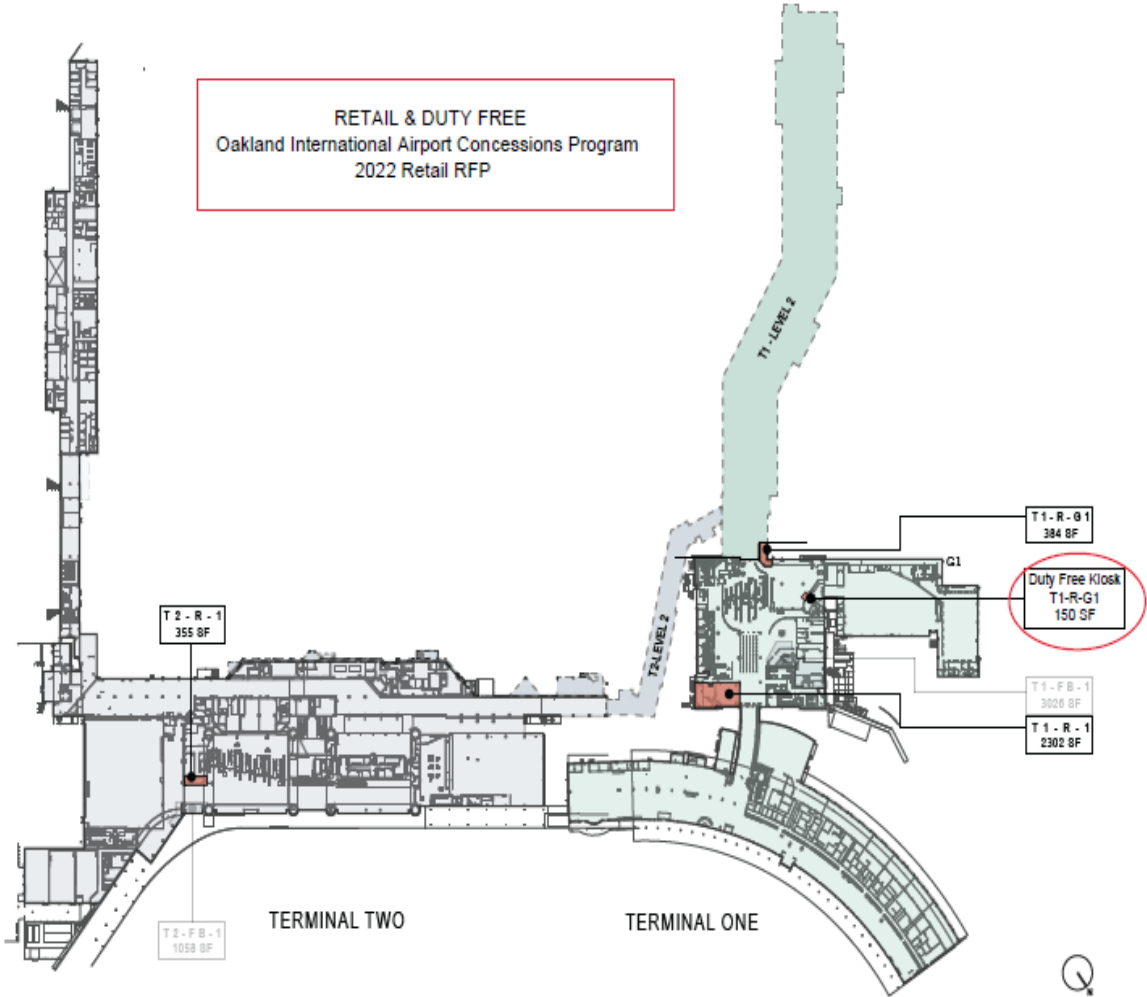 RETAIL & DUTY FREE
Oakland International Airport Concessions Program
2022 Retail RFP
T1 - LEVEL 2
T1-R-G1
384 SF
G1
Duty Free Kiosk
T1-R-G1
150 SF
T 2 - R - 1
355 SF
T2-LEVEL 2
T 1 - F B - 1
3026 SF
T 1 - R - 1
2302 SF
TERMINAL TWO
TERMINAL ONE
T 2 - F B - 1
1058 SF